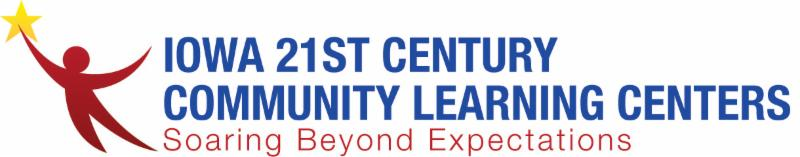 IOWA 21ST CENTURY
COMMUNITY LEARNING CENTERS
Soaring Beyond Expectations